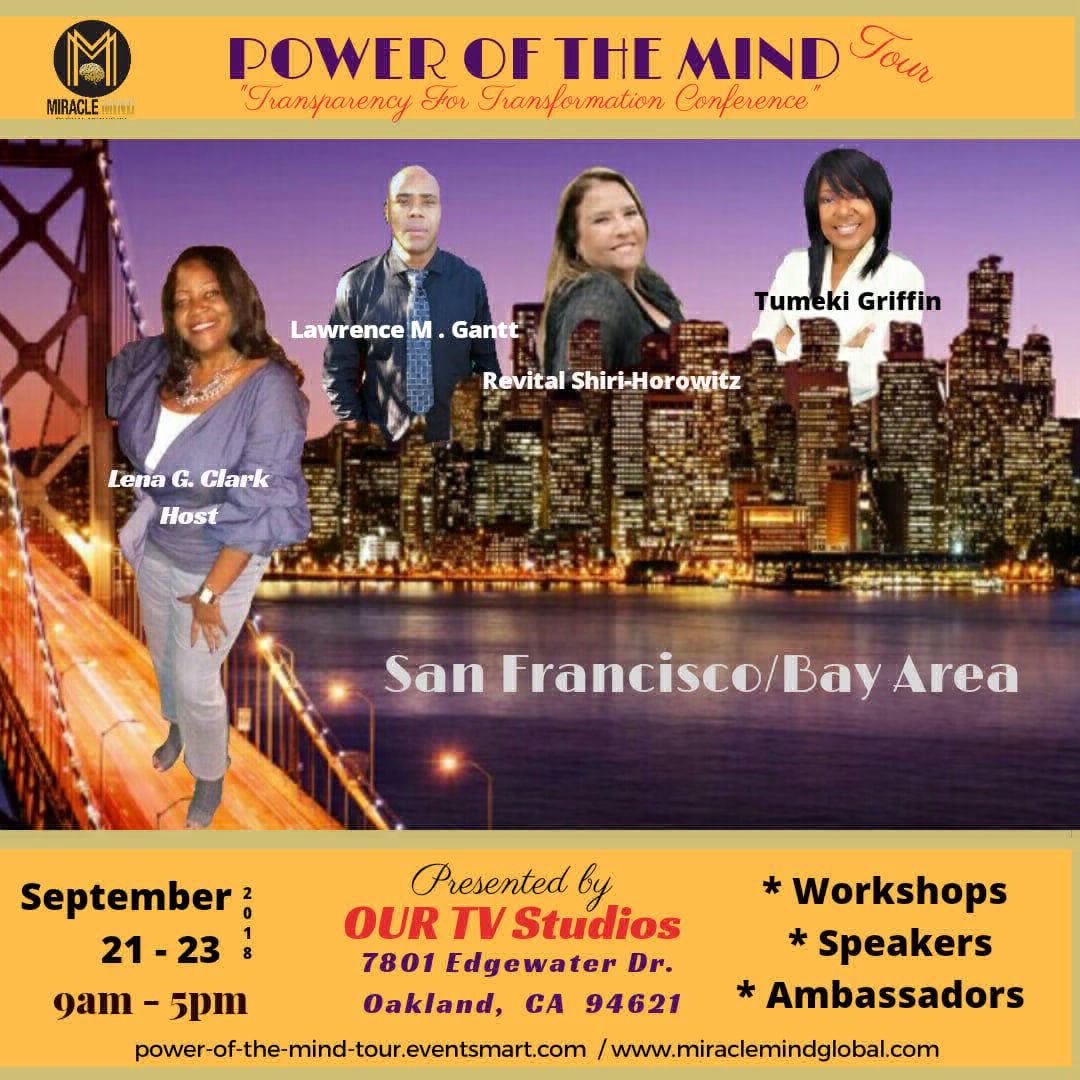 POWER OF THE MIND Tour
"Transparency For Transformation Conference"
MIRACLE MIND
Lawrence M . Gantt
Tumeki Griffin
Revital Shiri-Horowitz
Lena G. Clark
Host
San Francisco/Bay Area
September 2018
21 - 23
9am - 5pm
Presented by
OUR TV Studios
7801 Edgewater Dr.
Oakland, CA 94621
* Workshops
* Speakers
* Ambassadors
power-of-the-mind-tour.eventsmart.com / www.miraclemindglobal.com